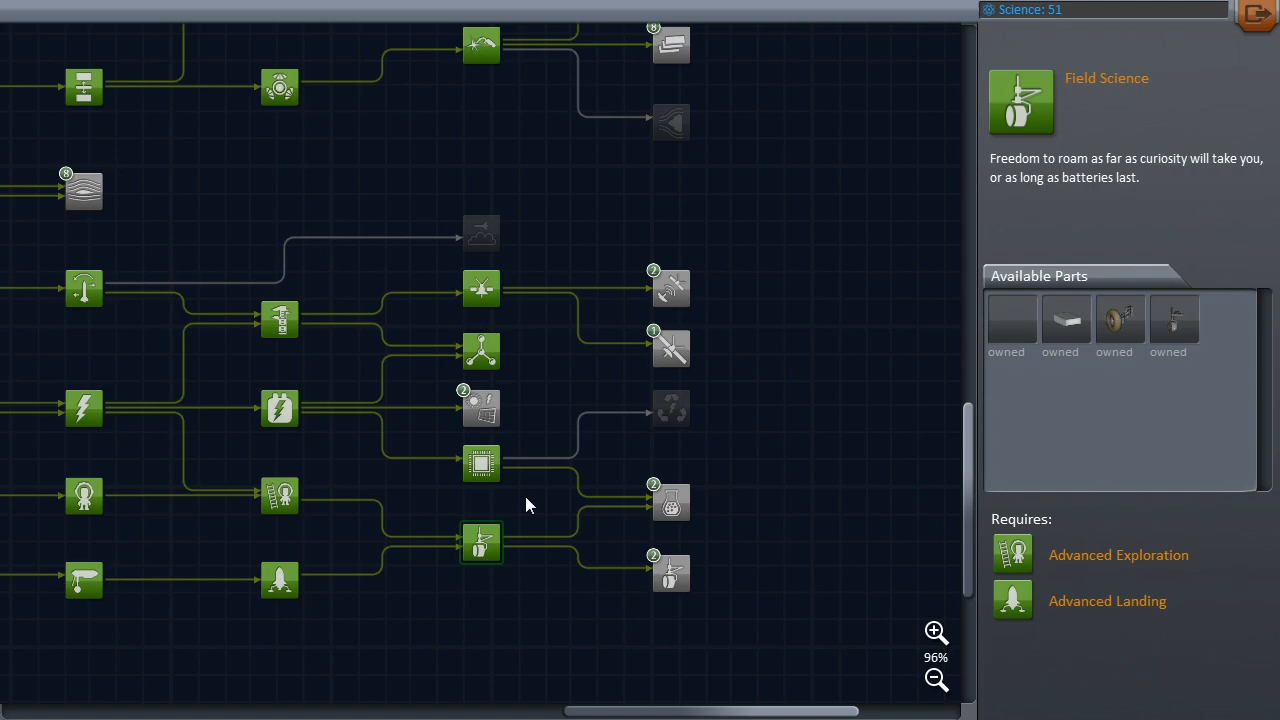 Science: 51
8
Field Science
Freedom to roam as far as curiosity will take you,
or as long as batteries last.
8
2
Available Parts
1
owned owned owned owned
2
2
Requires:
Advanced Exploration
2
Advanced Landing
96%